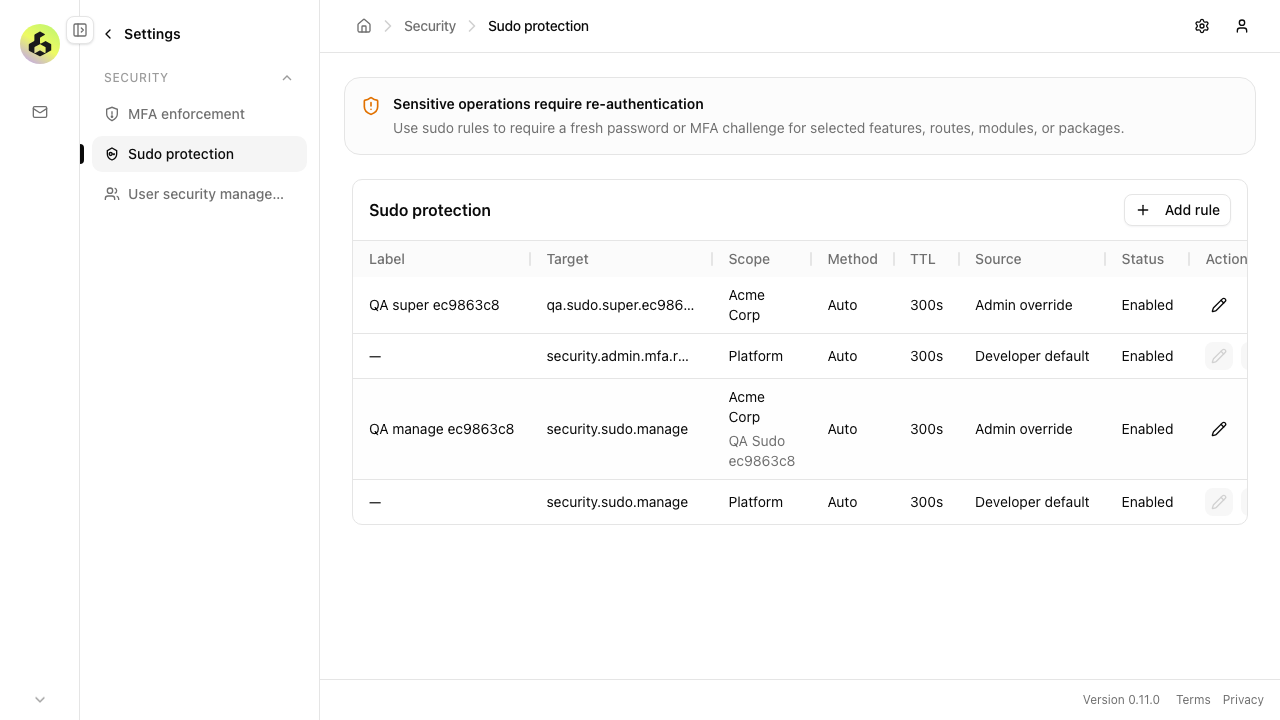 Settings
SECURITY
MFA enforcement
Sudo protection
User security manage...
Security
Sudo protection
Sensitive operations require re-authentication
Use sudo rules to require a fresh password or MFA challenge for selected features, routes, modules, or packages.
Sudo protection
Add rule
Label Target Scope Method TTL Source Status Action
QA super ec9863c8 qa.sudo.super.ec986... Acme Corp Auto 300s Admin override Enabled
— security.admin.mfa.r... Platform Auto 300s Developer default Enabled
QA manage ec9863c8 security.sudo.manage Acme Corp QA Sudo ec9863c8 Auto 300s Admin override Enabled
— security.sudo.manage Platform Auto 300s Developer default Enabled
Version 0.11.0 Terms Privacy